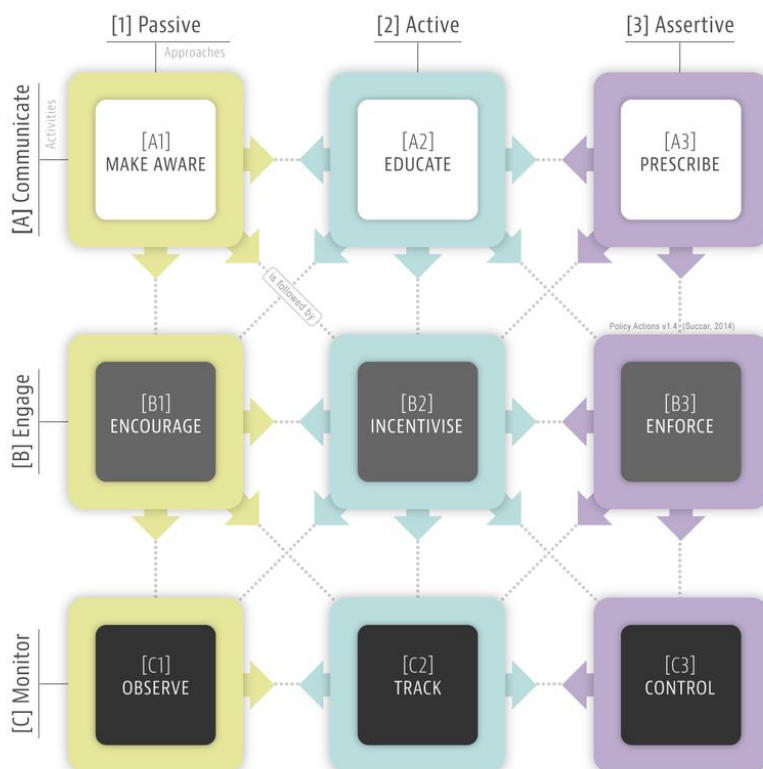 [1] Passive
[2] Active
[3] Assertive
Approaches
Activities
[A] Communicate
[A1]
MAKE AWARE
[A2]
EDUCATE
[A3]
PRESCRIBE
is followed by
Policy Actions v1.4 (Succar, 2014)
[B] Engage
[B1]
ENCOURAGE
[B2]
INCENTIVISE
[B3]
ENFORCE
[C] Monitor
[C1]
OBSERVE
[C2]
TRACK
[C3]
CONTROL